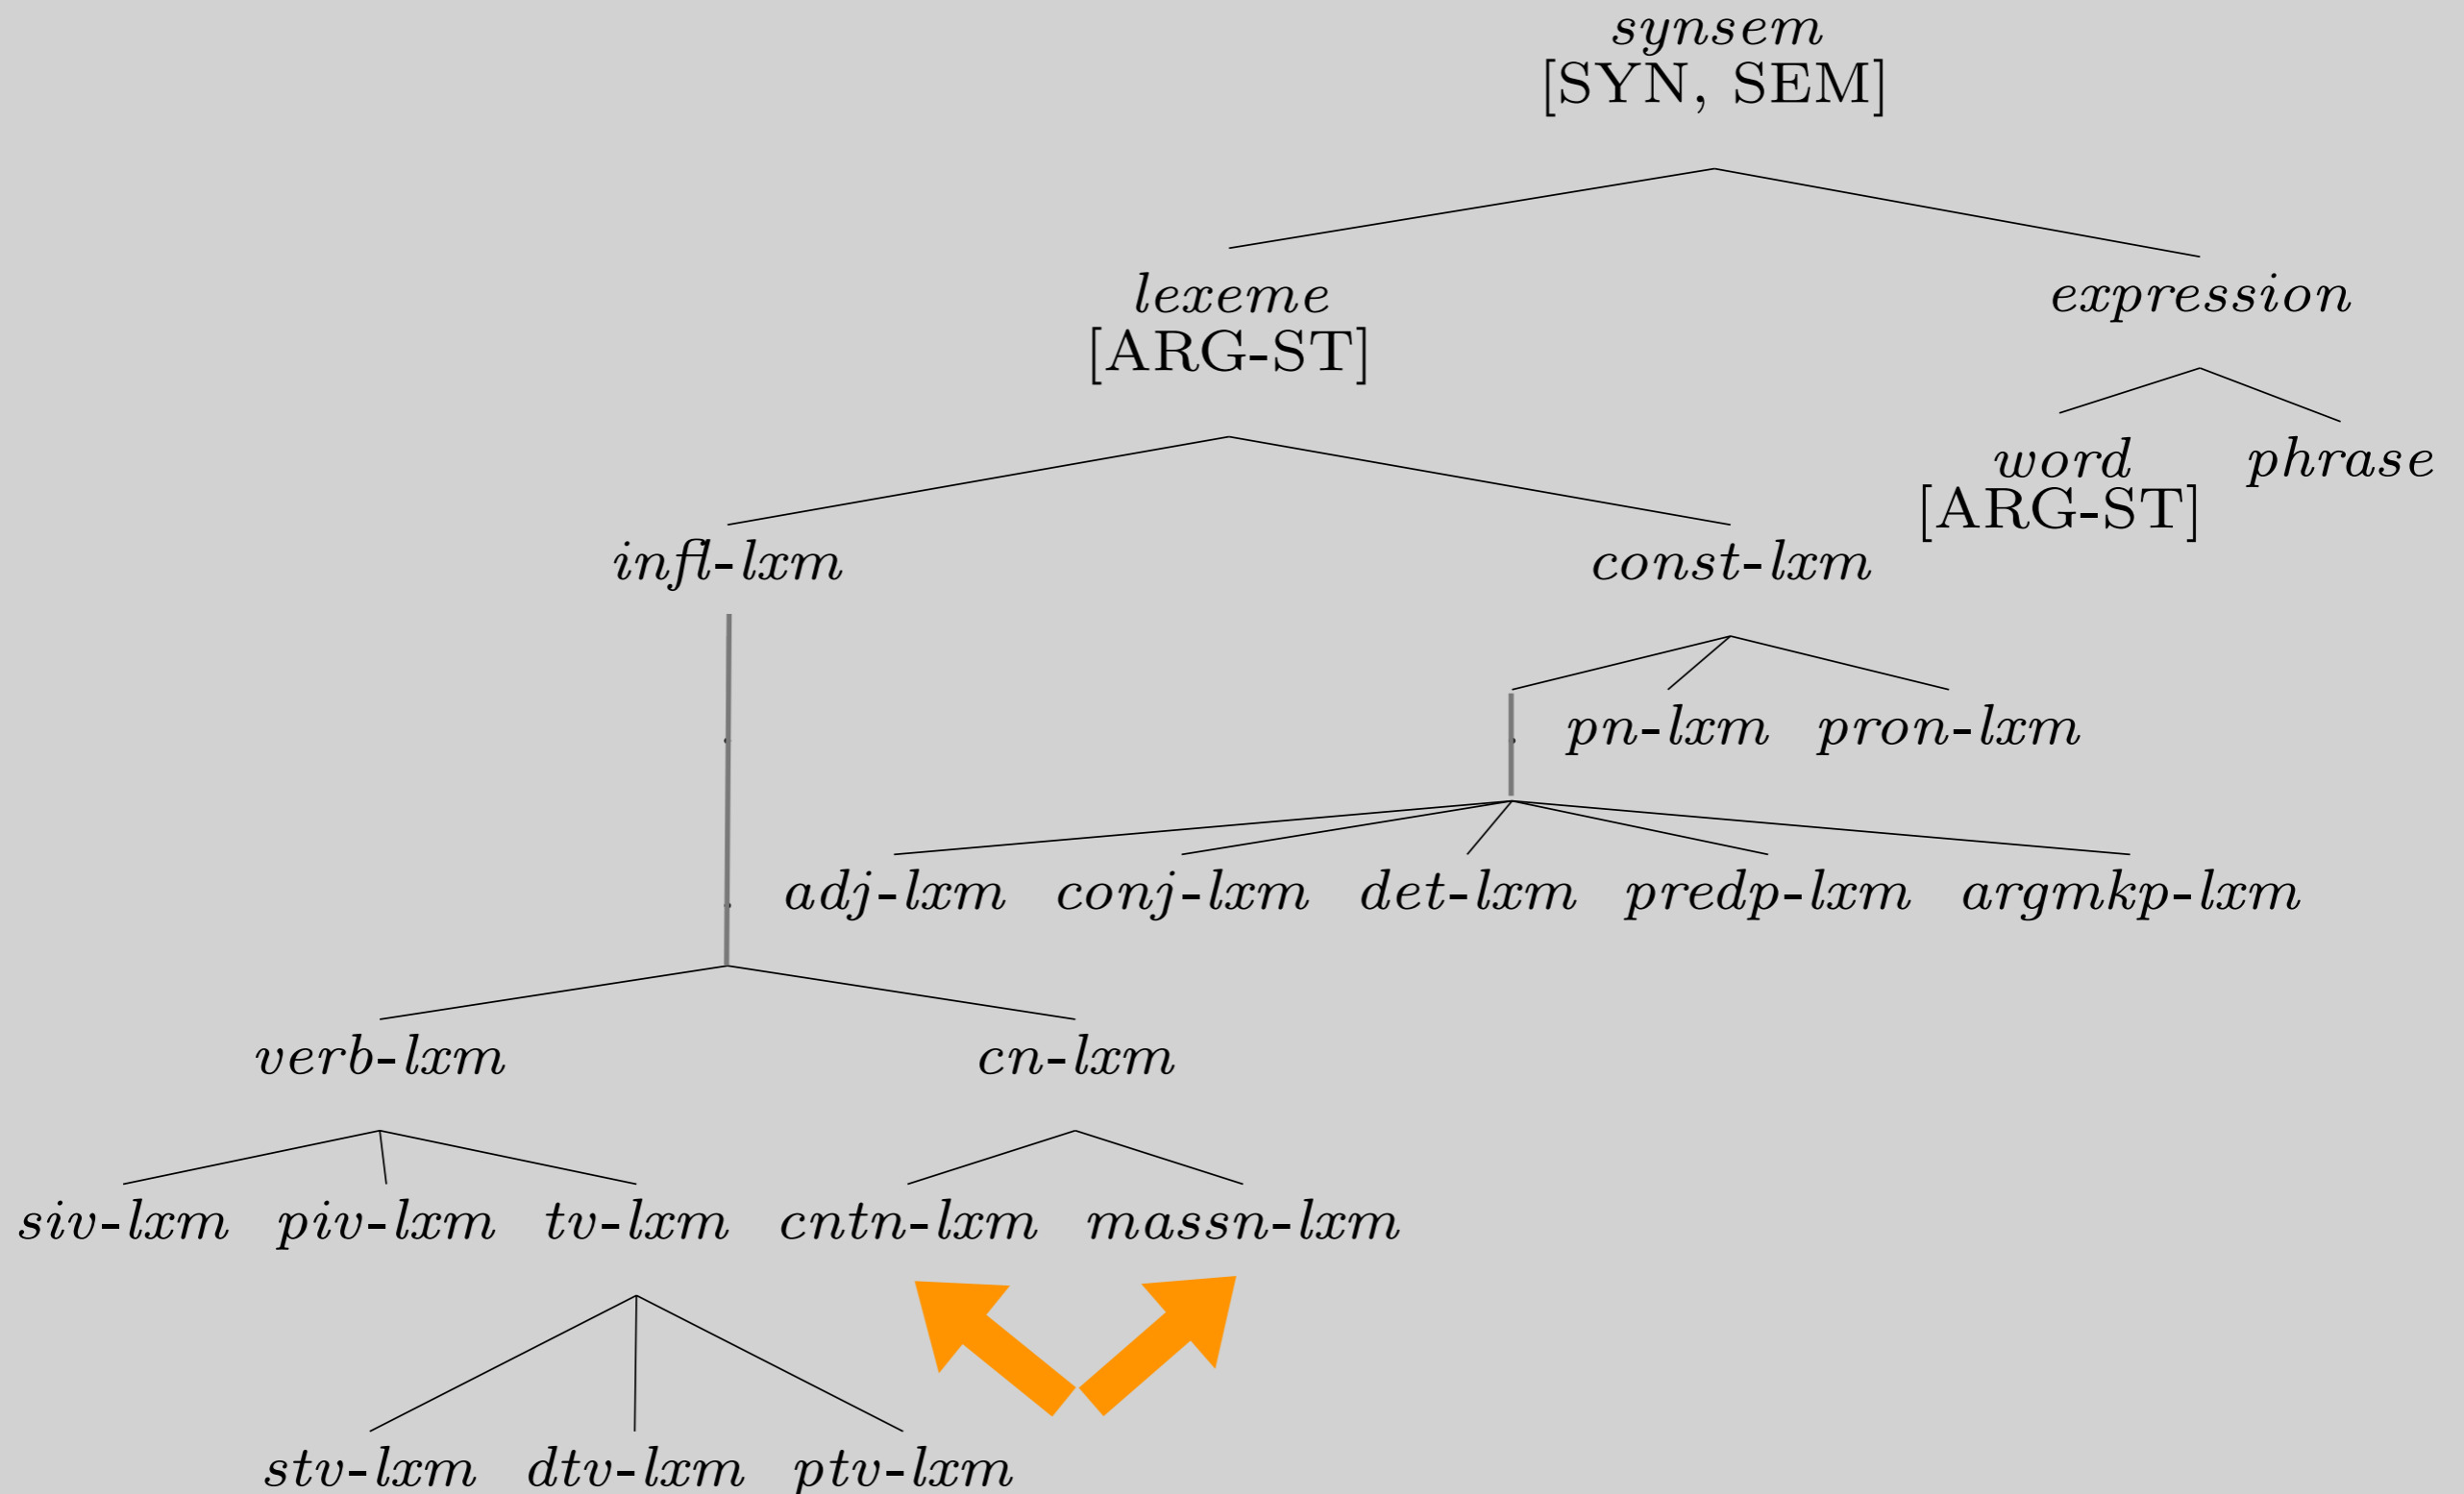 synsem
[SYN, SEM]
lexeme
[ARG-ST]
expression
word
[ARG-ST]
phrase
infl-lxm
const-lxm
pn-lxm
pron-lxm
adj-lxm
conj-lxm
det-lxm
predp-lxm
argmkp-lxm
verb-lxm
cn-lxm
siv-lxm
piv-lxm
tv-lxm
cntn-lxm
massn-lxm
stv-lxm
dtv-lxm
ptv-lxm